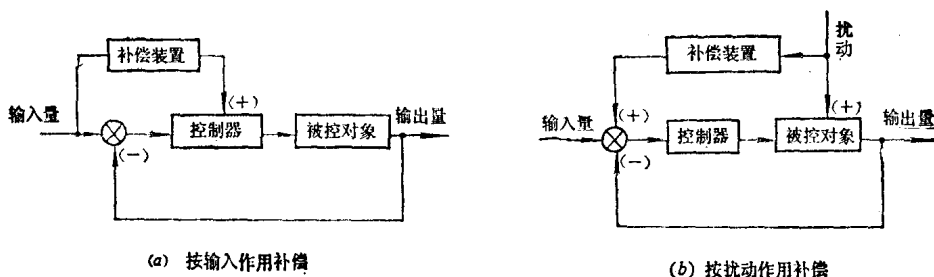 补偿装置
(+)
输入量
控制器
被控对象
输出量
(-)
(a) 按输入作用补偿
扰动
补偿装置
(+)
(+)
输入量
控制器
被控对象
输出量
(-)
(b) 按扰动作用补偿